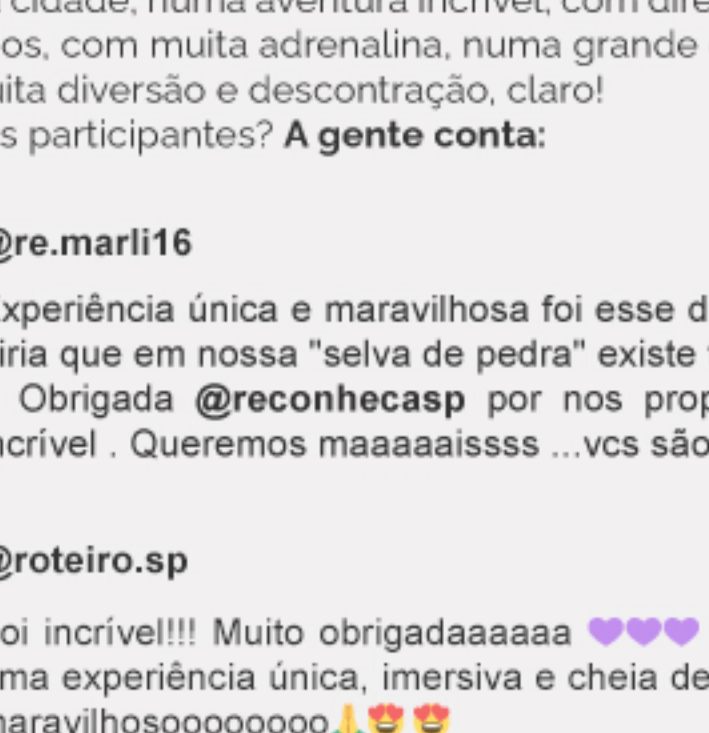 cidade, numa aventura incrível, com dire
os, com muita adrenalina, numa grande
uita diversão e descontração, claro!
s participantes? A gente conta:
@re.marli16
xperiência única e maravilhosa foi esse d
iria que em nossa "selva de pedra" existe
Obrigada @reconhecasp por nos prop
ncrível . Queremos maaaaaissss ...vcs são
@roteiro.sp
oi incrível!!! Muito obrigadaaaaaa 💜💜💜
ma experiência única, imersiva e cheia de
maravilhosoooooooo🙏😍😍